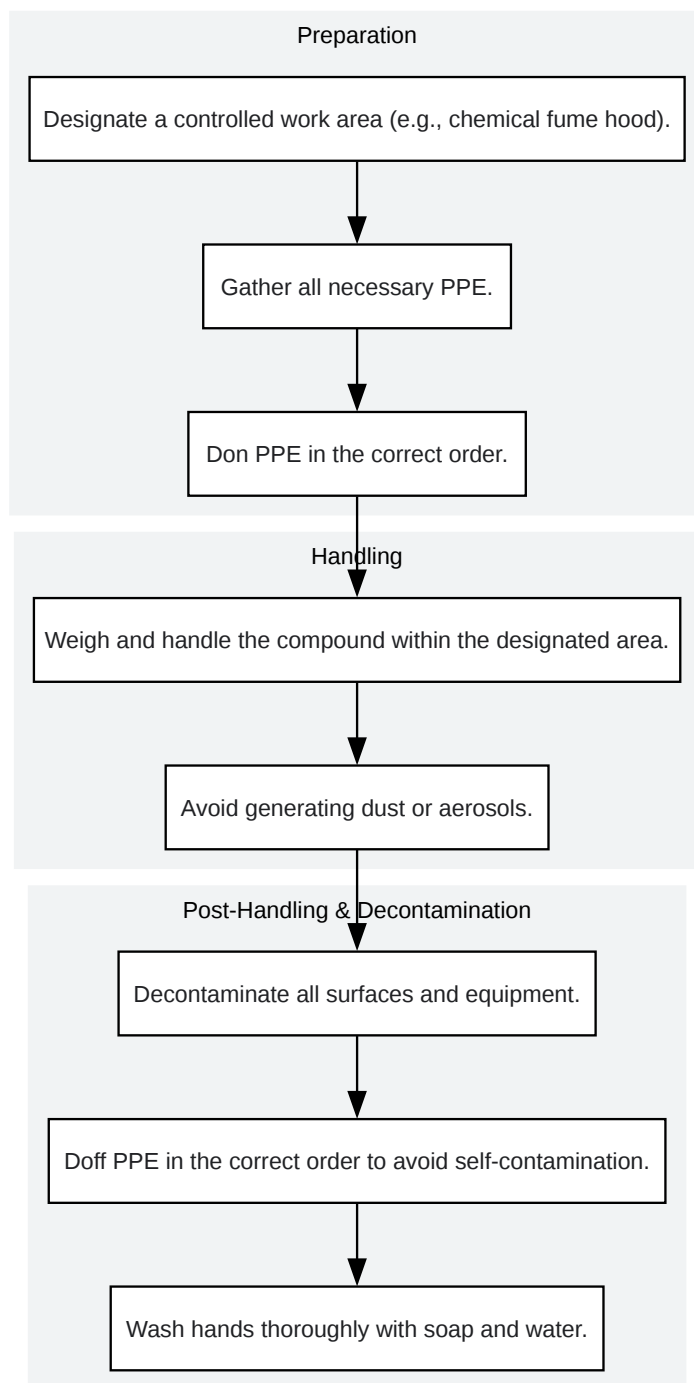 Preparation
Designate a controlled work area (e.g., chemical fume hood).
Gather all necessary PPE.
Don PPE in the correct order.
Handling
Weigh and handle the compound within the designated area.
Avoid generating dust or aerosols.
Post-Handling & Decontamination
Decontaminate all surfaces and equipment.
Doff PPE in the correct order to avoid self-contamination.
Wash hands thoroughly with soap and water.